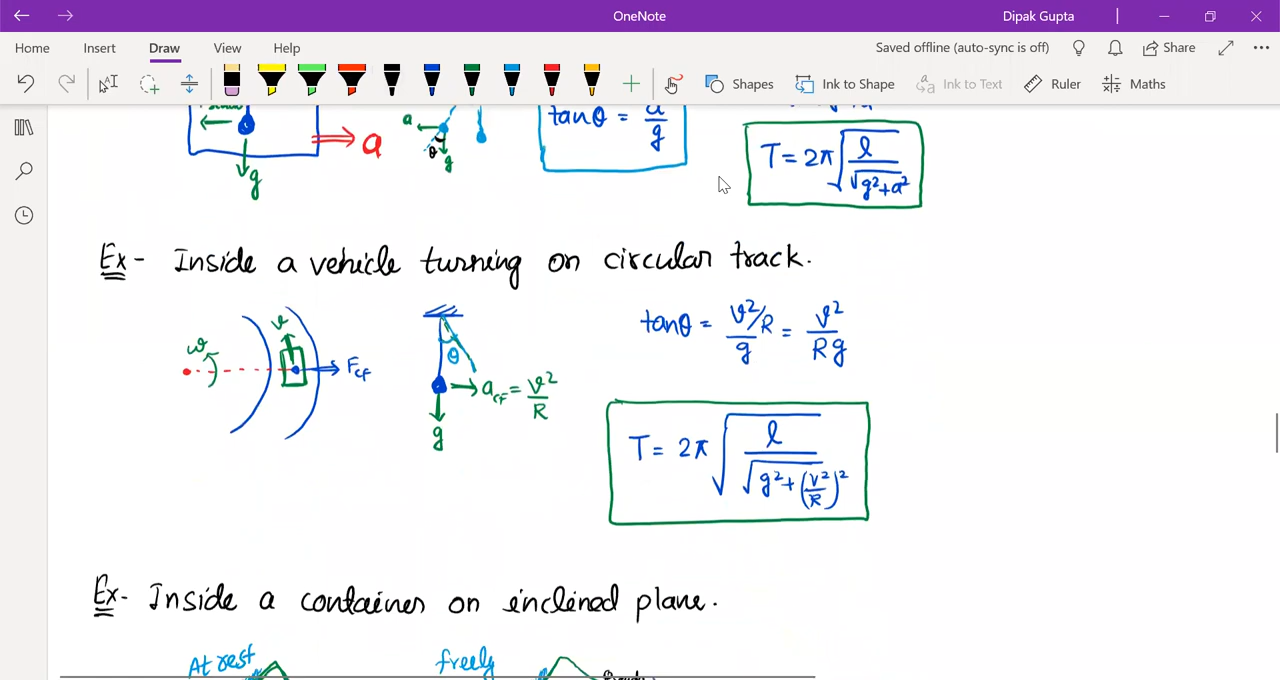 OneNote
Dipak Gupta
Home Insert Draw View Help
Saved offline (auto-sync is off)
Share
Shapes
Ink to Shape
Ink to Text
Ruler
Maths
a
g
a
θ
g
tanθ = a/g
T = 2π √(l/√(g²+a²))
Ex- Inside a vehicle turning on circular track.
ω
v
F_CF
θ
a_CF = v²/R
g
tanθ = (v²/R)/g = v²/Rg
T = 2π √(l/√(g²+(v²/R)²))
Ex- Inside a container on inclined plane.
At rest
freely